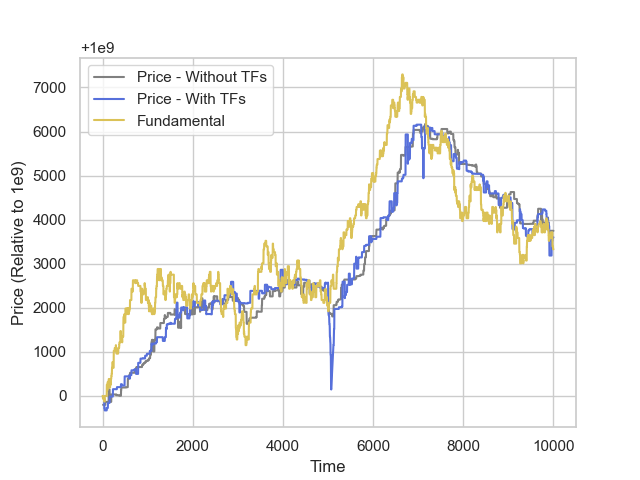 +1e9
Price - Without TFs
Price - With TFs
Fundamental
7000
6000
5000
4000
3000
2000
1000
0
Price (Relative to 1e9)
0 2000 4000 6000 8000 10000
Time